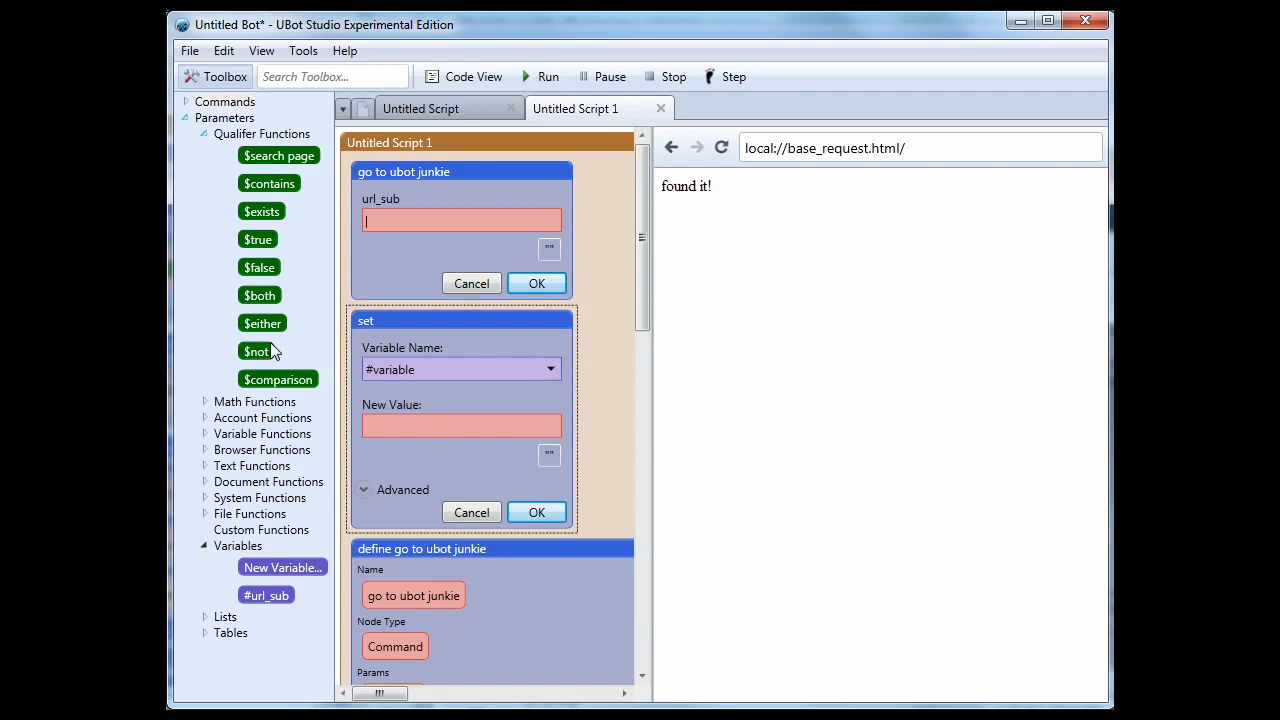 Untitled Bot* - UBot Studio Experimental Edition
File Edit View Tools Help
Toolbox Search Toolbox... Code View Run Pause Stop Step
Commands
Parameters
Qualifer Functions
$search page
$contains
$exists
$true
$false
$both
$either
$not
$comparison
Math Functions
Account Functions
Variable Functions
Browser Functions
Text Functions
Document Functions
System Functions
File Functions
Custom Functions
Variables
New Variable...
#url_sub
Lists
Tables
Untitled Script Untitled Script 1
Untitled Script 1
go to ubot junkie
url_sub
""
Cancel OK
set
Variable Name:
#variable
New Value:
""
Advanced
Cancel OK
define go to ubot junkie
Name
go to ubot junkie
Node Type
Command
Params
local://base_request.html/
found it!